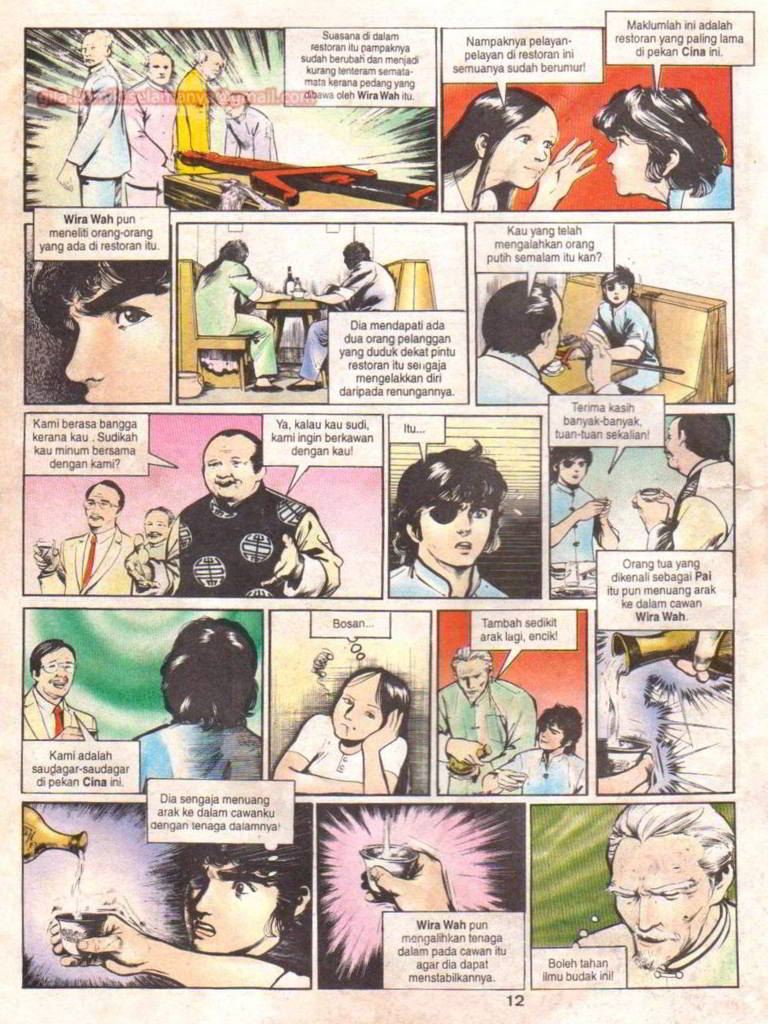 Suasana di dalam
restoran itu nampaknya
sudah berubah dan menjadi
kurang tenteram semata-
mata kerana pedang yang
dibawa oleh Wira Wah itu.
Nampaknya pelayan-
pelayan di restoran ini
semuanya sudah berumur!
Maklumlah ini adalah
restoran yang paling lama
di pekan Cina ini.
Wira Wah pun
meneliti orang-orang
yang ada di restoran itu.
Dia mendapati ada
dua orang pelanggan
yang duduk dekat pintu
restoran itu sengaja
mengelakkan diri
daripada renungannya.
Kau yang telah
mengalahkan orang
putih semalam itu kan?
Kami berasa bangga
kerana kau . Sudikah
kau minum bersama
dengan kami?
Ya, kalau kau sudi,
kami ingin berkawan
dengan kau!
Itu...
Terima kasih
banyak-banyak,
tuan-tuan sekalian!
Orang tua yang
dikenali sebagai Pai
itu pun menuang arak
ke dalam cawan
Wira Wah.
Kami adalah
saudagar-saudagar
di pekan Cina ini.
Bosan...
Tambah sedikit
arak lagi, encik!
Dia sengaja menuang
arak ke dalam cawanku
dengan tenaga dalamnya!
Wira Wah pun
mengalihkan tenaga
dalam pada cawan itu
agar dia dapat
menstabilkannya.
Boleh tahan
ilmu budak ini!
12